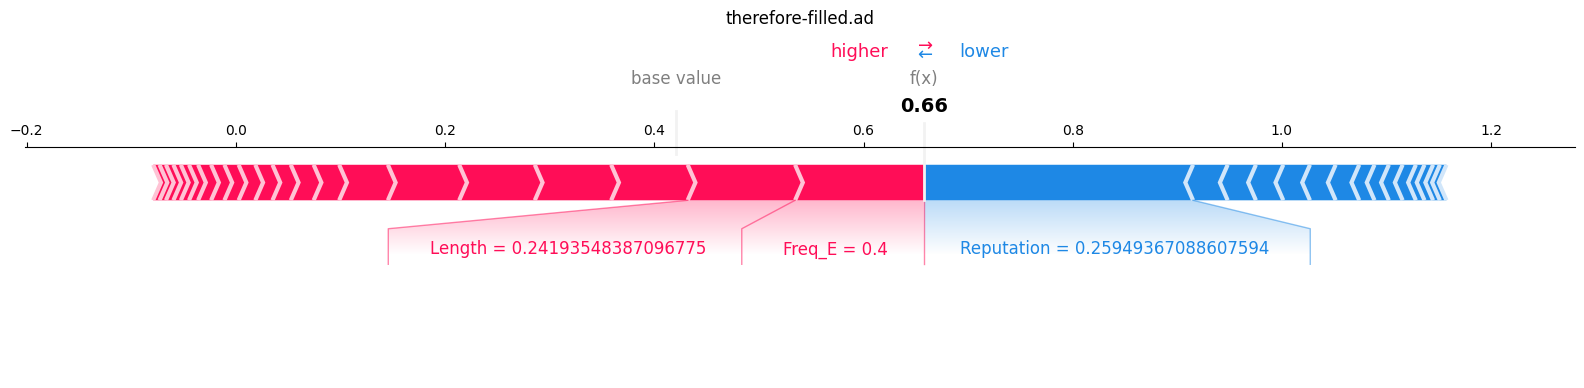 therefore-filled.ad
higher ⇄ lower
base value f(x)
0.66
−0.2 0.0 0.2 0.4 0.6 0.8 1.0 1.2
Length = 0.24193548387096775 Freq_E = 0.4 Reputation = 0.25949367088607594